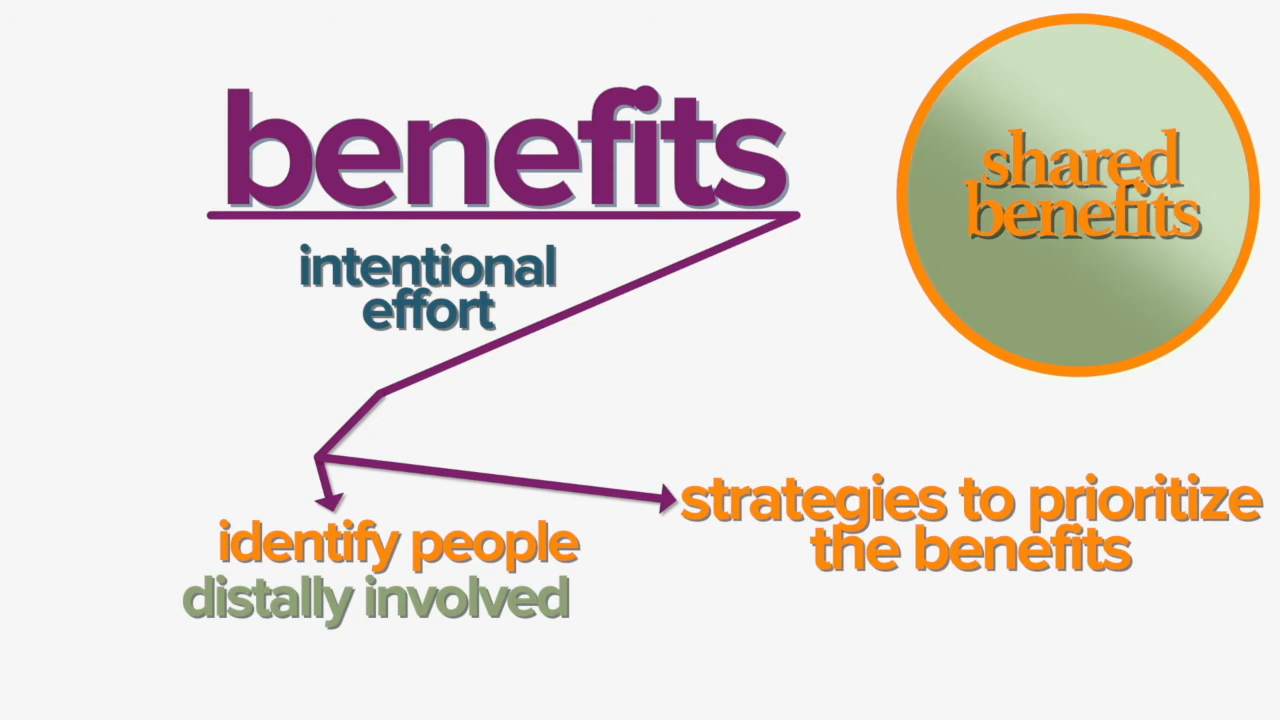 benefits
shared
benefits
intentional
effort
strategies to prioritize
the benefits
identify people
distally involved